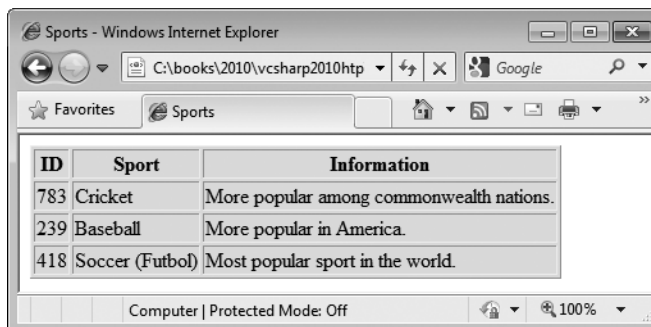 Sports - Windows Internet Explorer
C:\books\2010\vcsharp2010htp
Google
Favorites
Sports
»
ID Sport Information
783 Cricket More popular among commonwealth nations.
239 Baseball More popular in America.
418 Soccer (Futbol) Most popular sport in the world.
Computer | Protected Mode: Off
100%